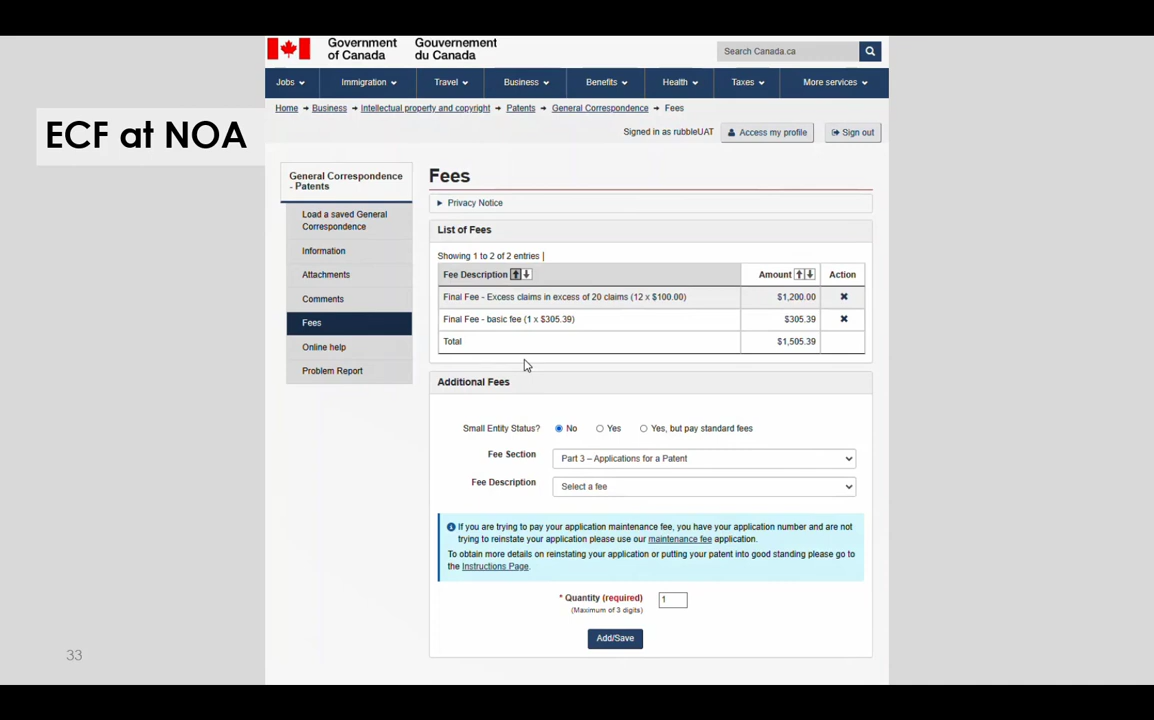 Government
of Canada
Gouvernement
du Canada
Search Canada.ca
Jobs
Immigration
Travel
Business
Benefits
Health
Taxes
More services
Home → Business → Intellectual property and copyright → Patents → General Correspondence → Fees
ECF at NOA
Signed in as rubbleUAT
Access my profile
Sign out
General Correspondence
- Patents
Load a saved General
Correspondence
Information
Attachments
Comments
Fees
Online help
Problem Report
Fees
Privacy Notice
List of Fees
Showing 1 to 2 of 2 entries |
Fee Description Amount Action
Final Fee - Excess claims in excess of 20 claims (12 x $100.00) $1,200.00
Final Fee - basic fee (1 x $305.39) $305.39
Total $1,505.39
Additional Fees
Small Entity Status? No Yes Yes, but pay standard fees
Fee Section Part 3 – Applications for a Patent
Fee Description Select a fee
If you are trying to pay your application maintenance fee, you have your application number and are not
trying to reinstate your application please use our maintenance fee application.
To obtain more details on reinstating your application or putting your patent into good standing please go to
the Instructions Page.
* Quantity (required) 1
(Maximum of 3 digits)
Add/Save
33